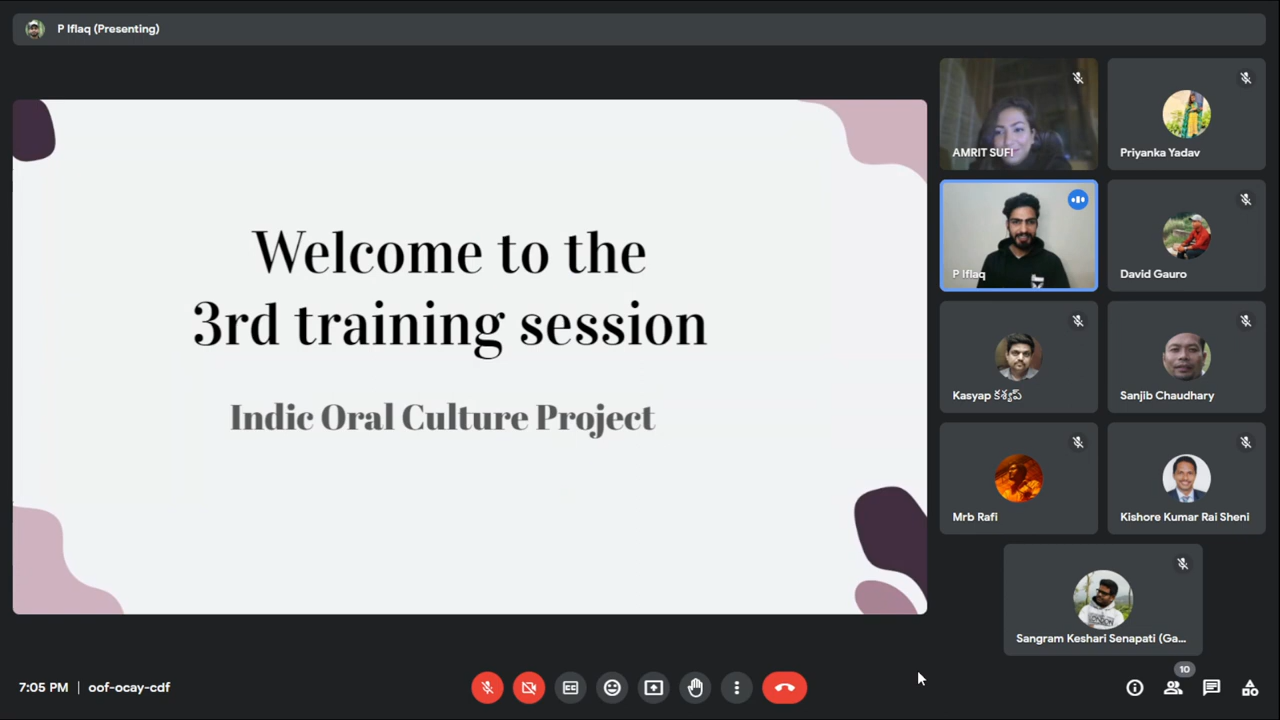 P Iflaq (Presenting)
Welcome to the
3rd training session
Indic Oral Culture Project
AMRIT SUFI
Priyanka Yadav
P Iflaq
David Gauro
Kasyap కశ్యప్
Sanjib Chaudhary
Mrb Rafi
Kishore Kumar Rai Sheni
Sangram Keshari Senapati (Ga...
7:05 PM | oof-ocay-cdf
CC
10